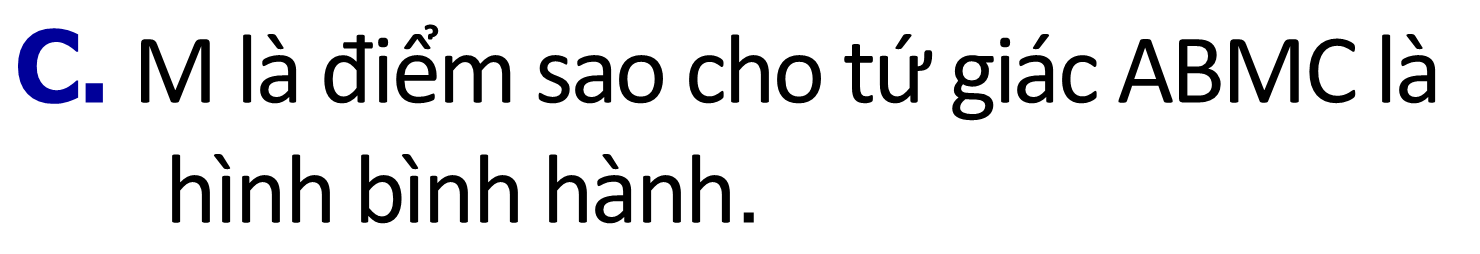 C. M là điểm sao cho tứ giác ABMC là
hình bình hành.